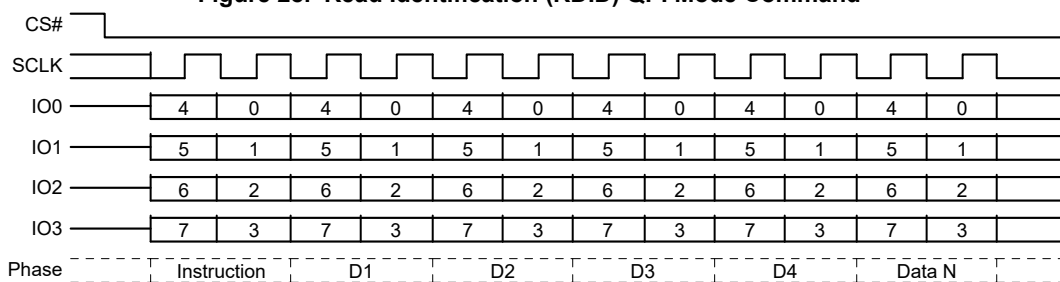 Figure 25. Read Identification (RDID) QPI Mode Command
CS#
SCLK
IO0 4 0 4 0 4 0 4 0 4 0 4 0
IO1 5 1 5 1 5 1 5 1 5 1 5 1
IO2 6 2 6 2 6 2 6 2 6 2 6 2
IO3 7 3 7 3 7 3 7 3 7 3 7 3
Phase Instruction D1 D2 D3 D4 Data N